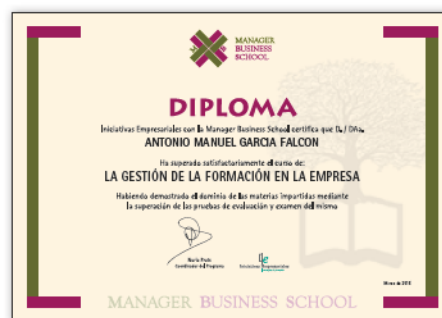 MANAGER
BUSINESS
SCHOOL
DIPLOMA
Iniciativas Empresariales con la Manager Business School certifica que D. / Dña.
ANTONIO MANUEL GARCIA FALCON
Ha superado satisfactoriamente el curso de:
LA GESTIÓN DE LA FORMACIÓN EN LA EMPRESA
Habiendo demostrado el dominio de las materias impartidas mediante
la superación de las pruebas de evaluación y examen del mismo
Coordinador del Programa
Iniciativas Empresariales
MANAGER BUSINESS SCHOOL